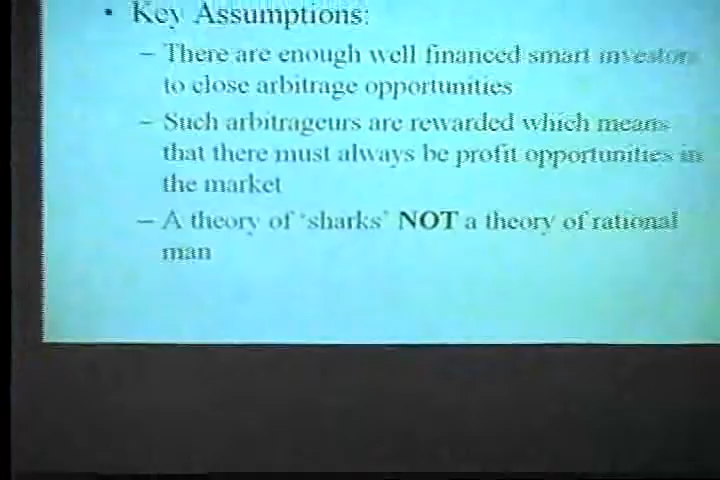 • Key Assumptions:
– There are enough well financed smart investors
to close arbitrage opportunities
– Such arbitrageurs are rewarded which means
that there must always be profit opportunities in
the market
– A theory of 'sharks' NOT a theory of rational
man